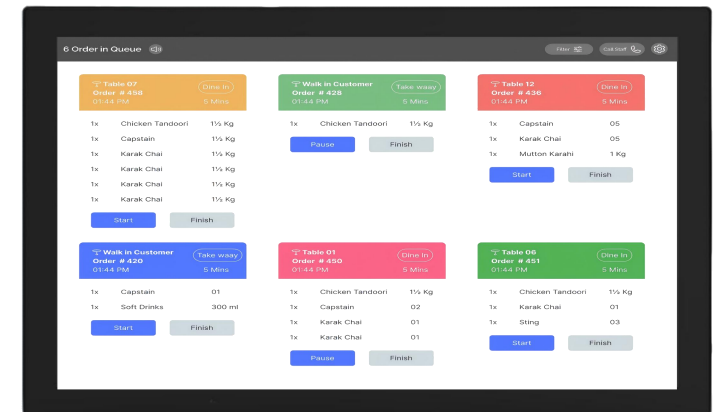 6 Order in Queue
Filter
Call Staff
Table 07
Dine In
Order # 458
01:44 PM 5 Mins
1x Chicken Tandoori 1½ Kg
1x Capstain 1½ Kg
1x Karak Chai 1½ Kg
1x Karak Chai 1½ Kg
1x Karak Chai 1½ Kg
1x Karak Chai 1½ Kg
Start Finish
Walk in Customer
Take waay
Order # 428
01:44 PM 5 Mins
1x Chicken Tandoori 1½ Kg
Pause Finish
Table 12
Dine In
Order # 436
01:44 PM 5 Mins
1x Capstain 05
1x Karak Chai 05
1x Mutton Karahi 1 Kg
Start Finish
Walk in Customer
Take waay
Order # 420
01:44 PM 5 Mins
1x Capstain 01
1x Soft Drinks 300 ml
Start Finish
Table 01
Dine In
Order # 450
01:44 PM 5 Mins
1x Chicken Tandoori 1½ Kg
1x Capstain 02
1x Karak Chai 01
1x Karak Chai 01
Pause Finish
Table 06
Dine In
Order # 451
01:44 PM 5 Mins
1x Chicken Tandoori 1½ Kg
1x Karak Chai 01
1x Sting 03
Start Finish